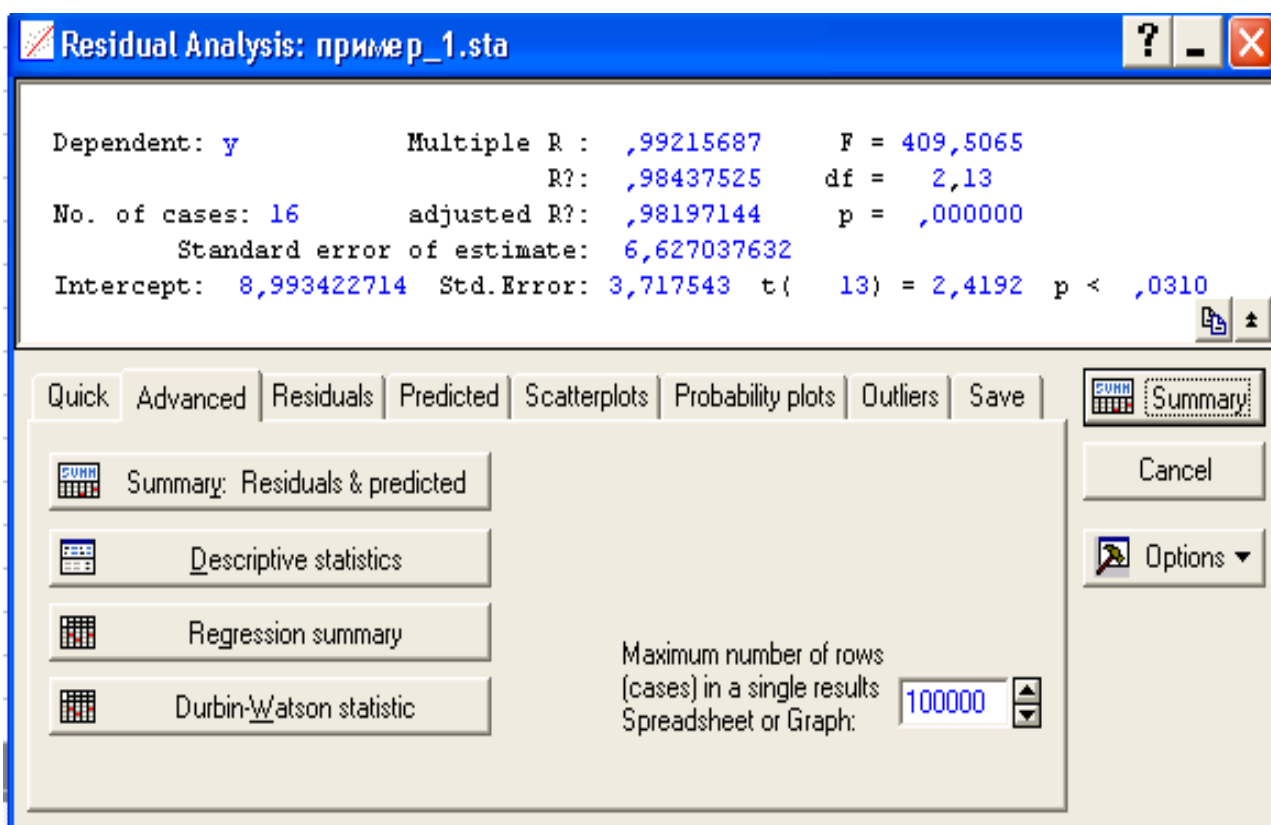 Residual Analysis: пример_1.sta
Dependent: y Multiple R : ,99215687 F = 409,5065
R?: ,98437525 df = 2,13
No. of cases: 16 adjusted R?: ,98197144 p = ,000000
Standard error of estimate: 6,627037632
Intercept: 8,993422714 Std.Error: 3,717543 t( 13) = 2,4192 p < ,0310
Quick Advanced Residuals Predicted Scatterplots Probability plots Outliers Save
SUMM Summary
Cancel
Options
SUMM Summary: Residuals & predicted
Descriptive statistics
Regression summary
Durbin-Watson statistic
Maximum number of rows
(cases) in a single results
Spreadsheet or Graph:
100000